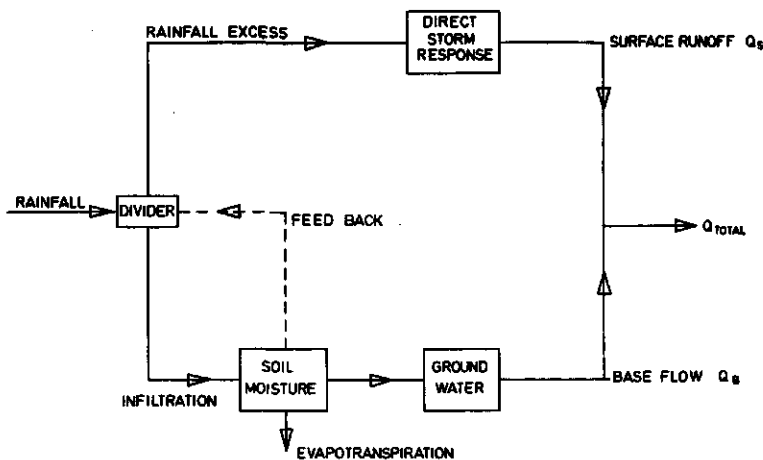 RAINFALL EXCESS
DIRECT
STORM
RESPONSE
SURFACE RUNOFF Qs
RAINFALL
DIVIDER
FEED BACK
QTOTAL
INFILTRATION
SOIL
MOISTURE
GROUND
WATER
BASE FLOW QB
EVAPOTRANSPIRATION